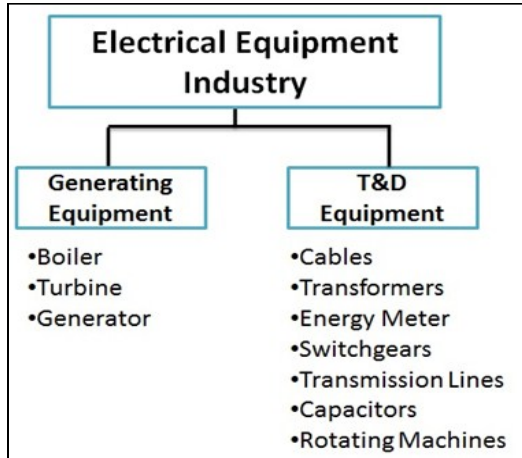 Electrical Equipment
Industry
Generating
Equipment
•Boiler
•Turbine
•Generator
T&D
Equipment
•Cables
•Transformers
•Energy Meter
•Switchgears
•Transmission Lines
•Capacitors
•Rotating Machines